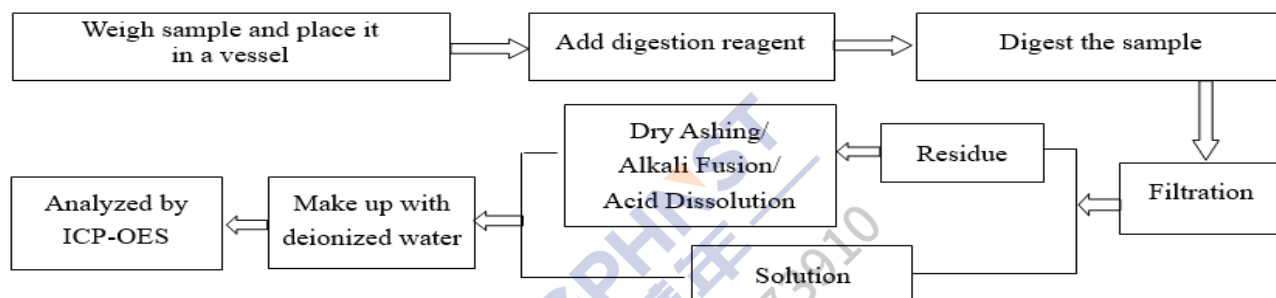 Weigh sample and place it
in a vessel
Add digestion reagent
Digest the sample
Filtration
Residue
Dry Ashing/
Alkali Fusion/
Acid Dissolution
Solution
Make up with
deionized water
Analyzed by
ICP-OES